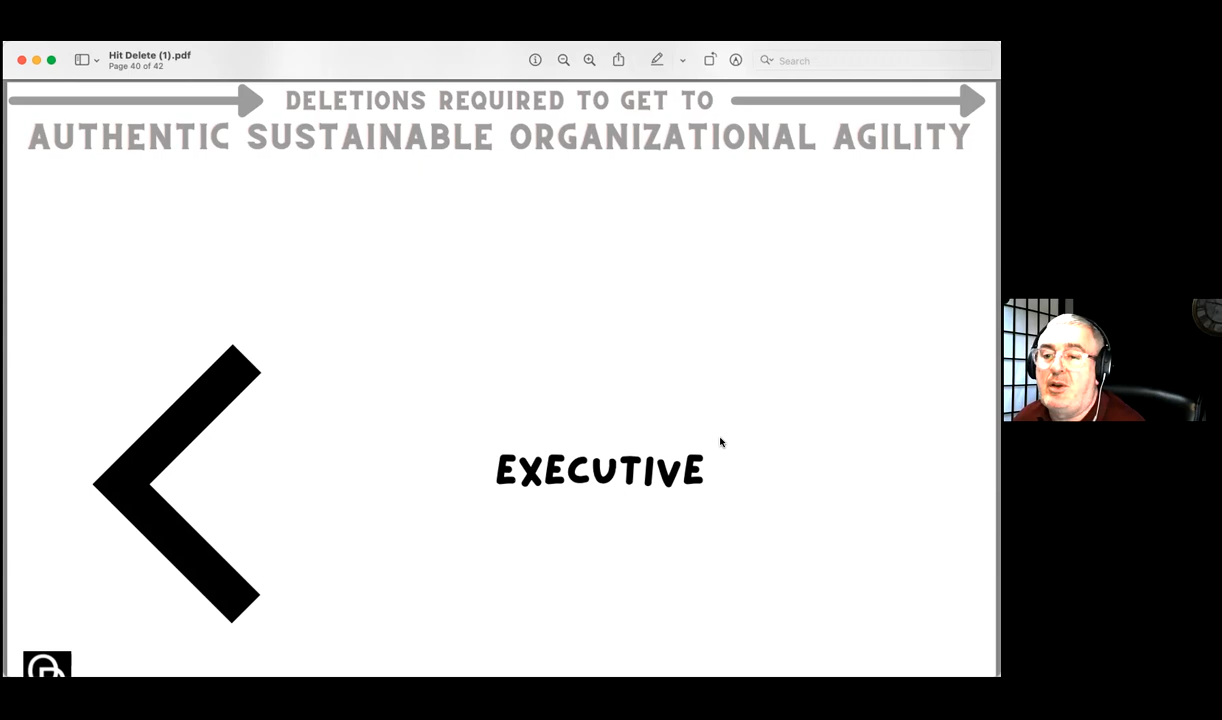 Hit Delete (1).pdf
Page 40 of 42
Search
DELETIONS REQUIRED TO GET TO
AUTHENTIC SUSTAINABLE ORGANIZATIONAL AGILITY
EXECUTIVE